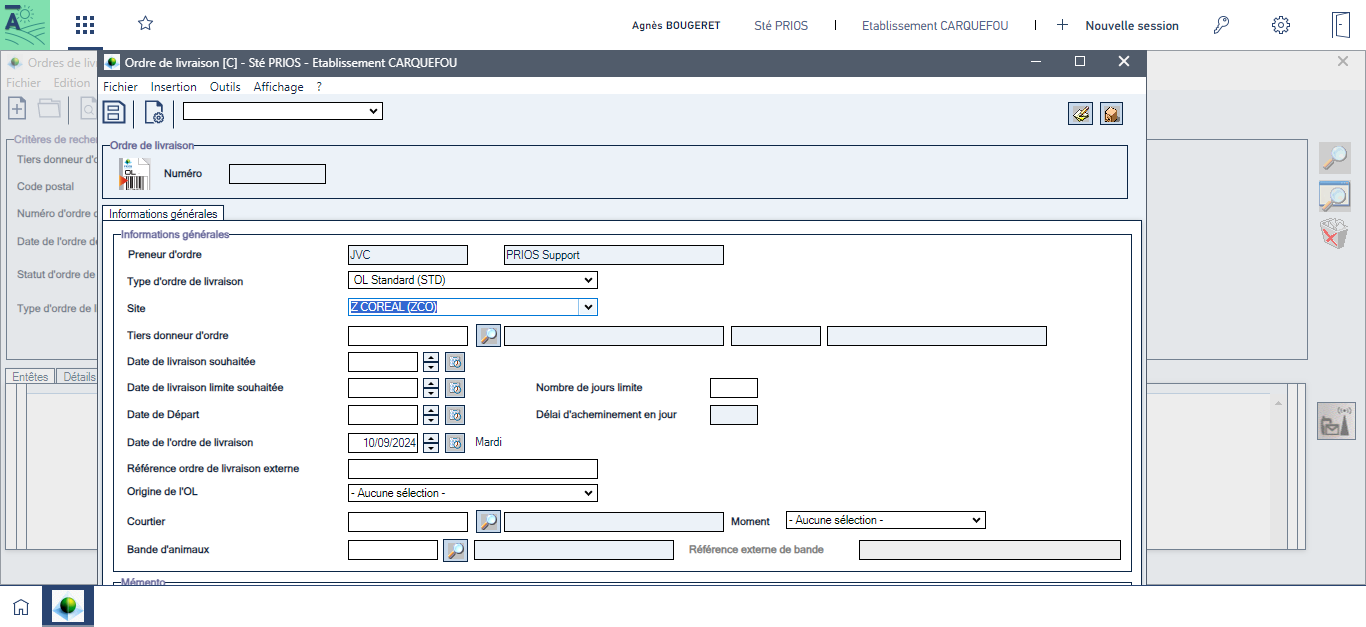 Agnès BOUGERET Sté PRIOS Etablissement CARQUEFOU Nouvelle session
Ordres de liv
Fichier Edition
Critères de reche
Tiers donneur d'o
Code postal
Numéro d'ordre
Date de l'ordre de
Statut d'ordre de
Type d'ordre de l
Entêtes Détails
Ordre de livraison [C] - Sté PRIOS - Etablissement CARQUEFOU
Fichier Insertion Outils Affichage ?
Ordre de livraison
OL
Numéro
Informations générales
Informations générales
Preneur d'ordre JVC PRIOS Support
Type d'ordre de livraison OL Standard (STD)
Site Z COREAL (ZCO)
Tiers donneur d'ordre
Date de livraison souhaitée
Date de livraison limite souhaitée Nombre de jours limite
Date de Départ Délai d'acheminement en jour
Date de l'ordre de livraison 10/09/2024 Mardi
Référence ordre de livraison externe
Origine de l'OL - Aucune sélection -
Courtier Moment - Aucune sélection -
Bande d'animaux Référence externe de bande
Mémento